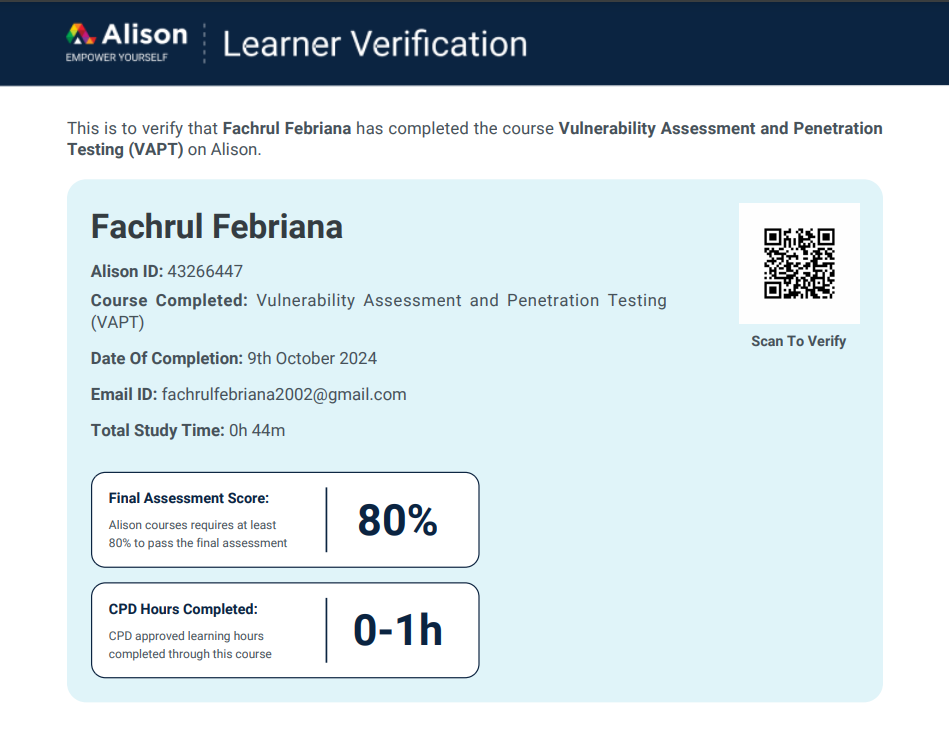 Alison
EMPOWER YOURSELF
Learner Verification
This is to verify that Fachrul Febriana has completed the course Vulnerability Assessment and Penetration
Testing (VAPT) on Alison.
Fachrul Febriana
Alison ID: 43266447
Course Completed: Vulnerability Assessment and Penetration Testing
(VAPT)
Date Of Completion: 9th October 2024
Email ID: fachrulfebriana2002@gmail.com
Total Study Time: 0h 44m
Scan To Verify
Final Assessment Score:
Alison courses requires at least
80% to pass the final assessment
80%
CPD Hours Completed:
CPD approved learning hours
completed through this course
0-1h